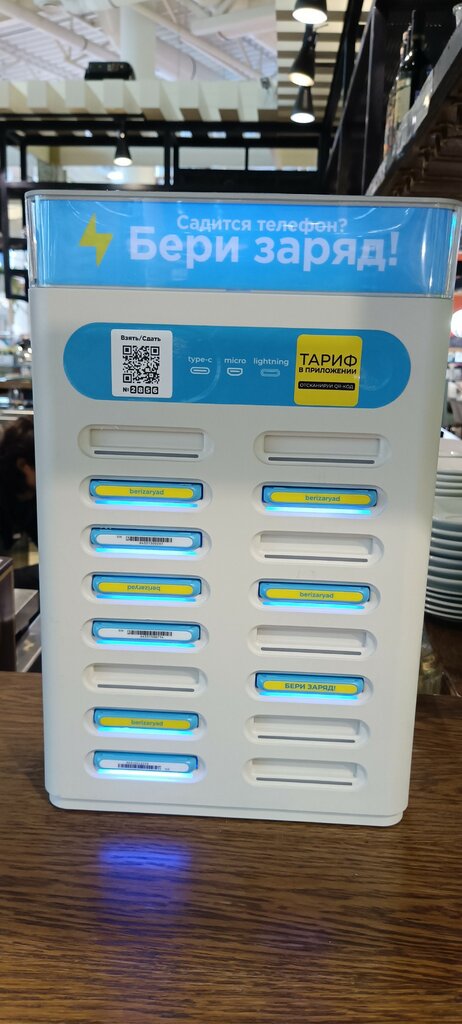 Садится телефон?
Бери заряд!
Взять/Сдать
№2856
type-c micro lightning
ТАРИФ
В ПРИЛОЖЕНИИ
ОТСКАНИРУЙ QR-КОД
berizaryad
berizaryad
berizaryad
berizaryad
БЕРИ ЗАРЯД!
berizaryad